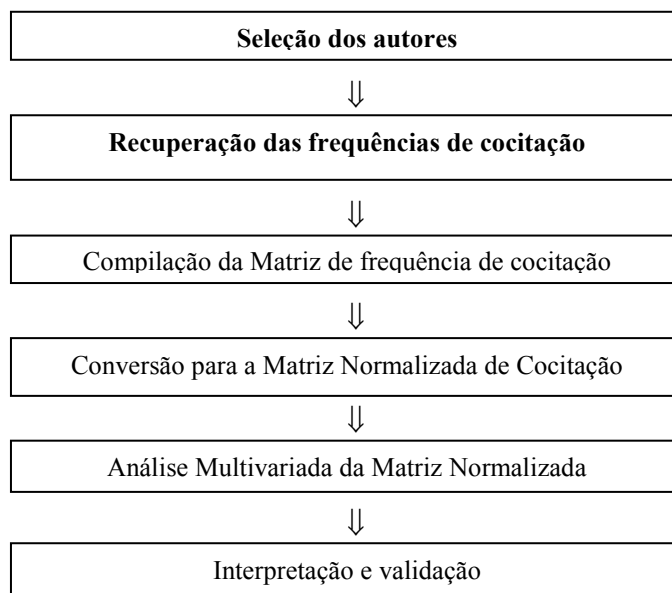 Seleção dos autores
⇓
Recuperação das frequências de cocitação
⇓
Compilação da Matriz de frequência de cocitação
⇓
Conversão para a Matriz Normalizada de Cocitação
⇓
Análise Multivariada da Matriz Normalizada
⇓
Interpretação e validação